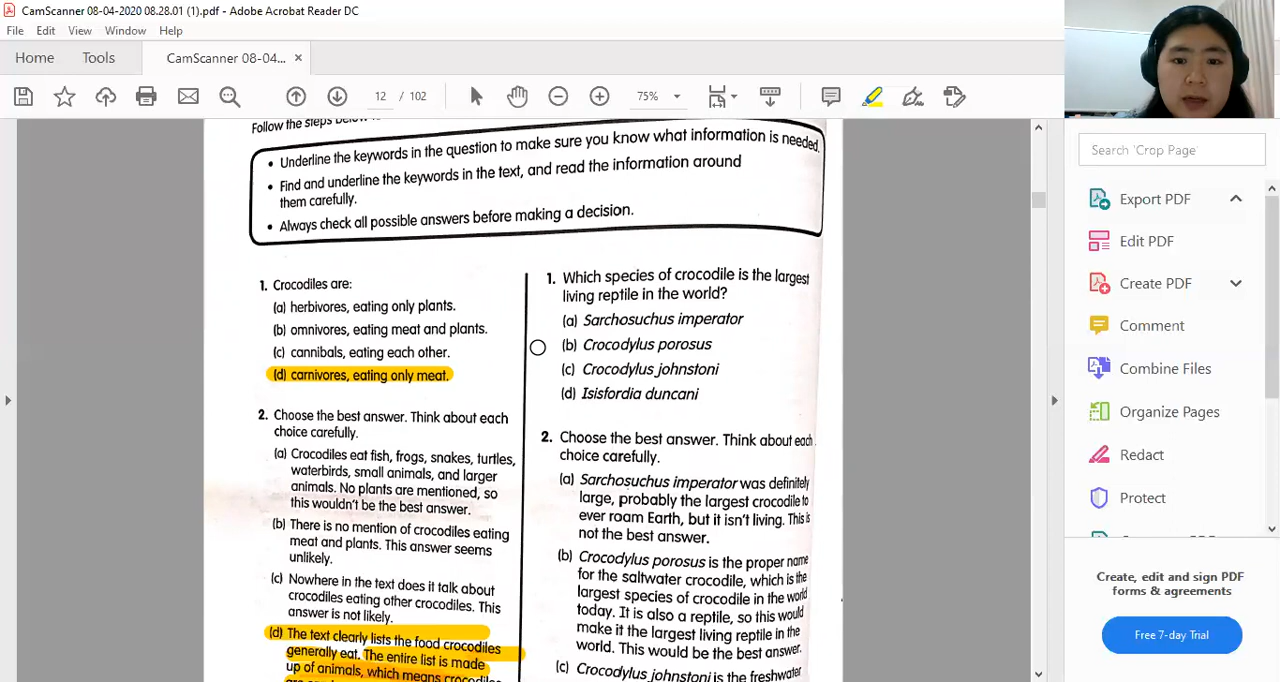 CamScanner 08-04-2020 08.28.01 (1).pdf - Adobe Acrobat Reader DC
File Edit View Window Help
Home Tools CamScanner 08-04... ×
12 / 102 75%
Search 'Crop Page'
Export PDF
Edit PDF
Create PDF
Comment
Combine Files
Organize Pages
Redact
Protect
Create, edit and sign PDF
forms & agreements
Free 7-day Trial
Follow the steps below
• Underline the keywords in the question to make sure you know what information is needed.
• Find and underline the keywords in the text, and read the information around
them carefully.
• Always check all possible answers before making a decision.
1. Crocodiles are:
(a) herbivores, eating only plants.
(b) omnivores, eating meat and plants.
(c) cannibals, eating each other.
(d) carnivores, eating only meat.
2. Choose the best answer. Think about each
choice carefully.
(a) Crocodiles eat fish, frogs, snakes, turtles,
waterbirds, small animals, and larger
animals. No plants are mentioned, so
this wouldn't be the best answer.
(b) There is no mention of crocodiles eating
meat and plants. This answer seems
unlikely.
(c) Nowhere in the text does it talk about
crocodiles eating other crocodiles. This
answer is not likely.
(d) The text clearly lists the food crocodiles
generally eat. The entire list is made
up of animals, which means crocodiles
1. Which species of crocodile is the largest
living reptile in the world?
(a) Sarchosuchus imperator
(b) Crocodylus porosus
(c) Crocodylus johnstoni
(d) Isisfordia duncani
2. Choose the best answer. Think about each
choice carefully.
(a) Sarchosuchus imperator was definitely
large, probably the largest crocodile to
ever roam Earth, but it isn't living. This is
not the best answer.
(b) Crocodylus porosus is the proper name
for the saltwater crocodile, which is the
largest species of crocodile in the world
today. It is also a reptile, so this would
make it the largest living reptile in the
world. This would be the best answer.
(c) Crocodylus johnstoni is the freshwater